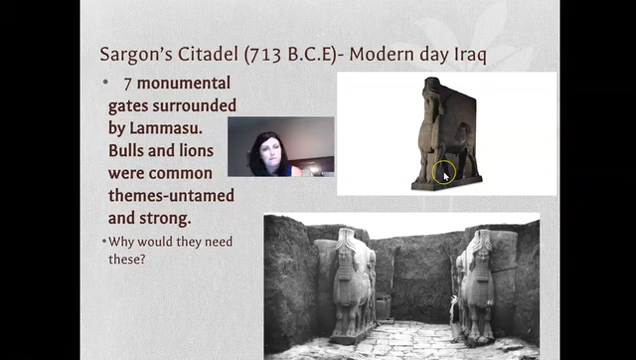 Sargon's Citadel (713 B.C.E)- Modern day Iraq
• 7 monumental
gates surrounded
by Lammasu.
Bulls and lions
were common
themes-untamed
and strong.
• Why would they need
these?